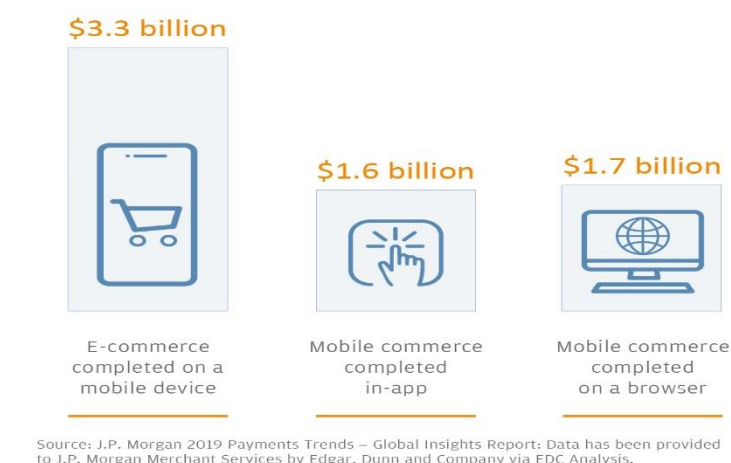 $3.3 billion
$1.6 billion
$1.7 billion
E-commerce
completed on a
mobile device
Mobile commerce
completed
in-app
Mobile commerce
completed
on a browser
Source: J.P. Morgan 2019 Payments Trends – Global Insights Report: Data has been provided
to J.P. Morgan Merchant Services by Edgar, Dunn and Company via EDC Analysis.